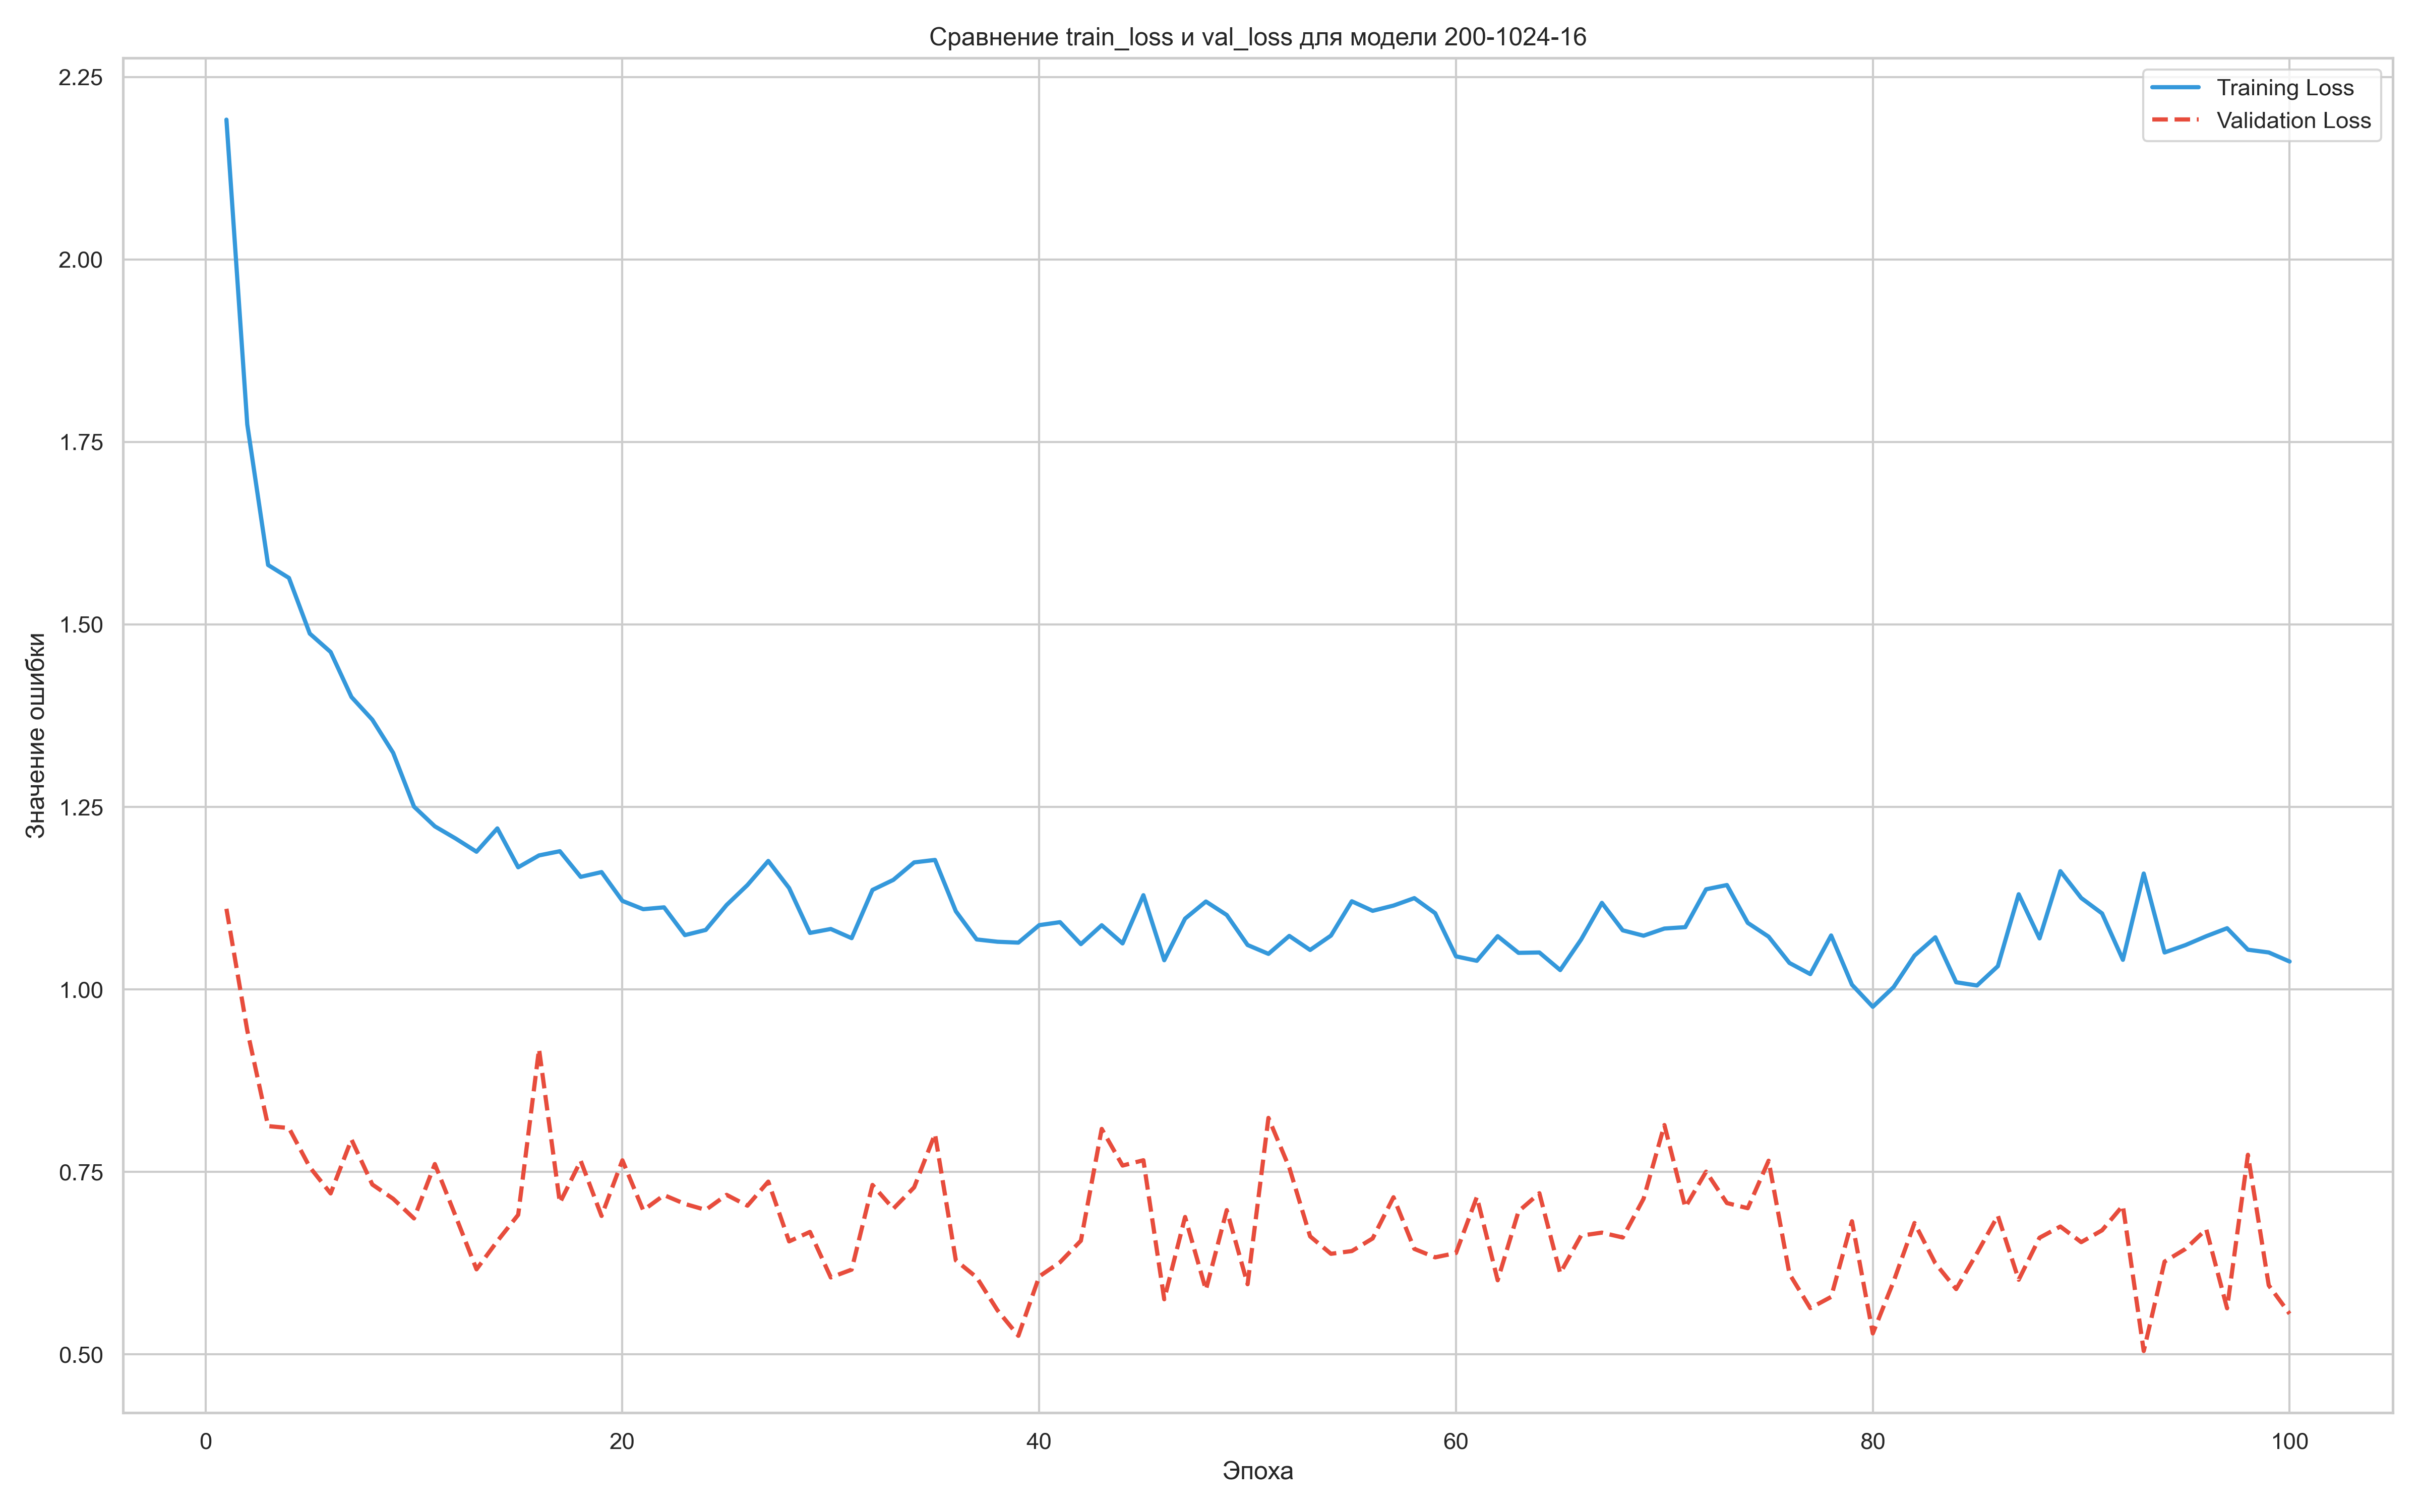 Сравнение train_loss и val_loss для модели 200-1024-16
Training Loss
Validation Loss
Значение ошибки
2.25
2.00
1.75
1.50
1.25
1.00
0.75
0.50
0
20
40
60
80
100
Эпоха